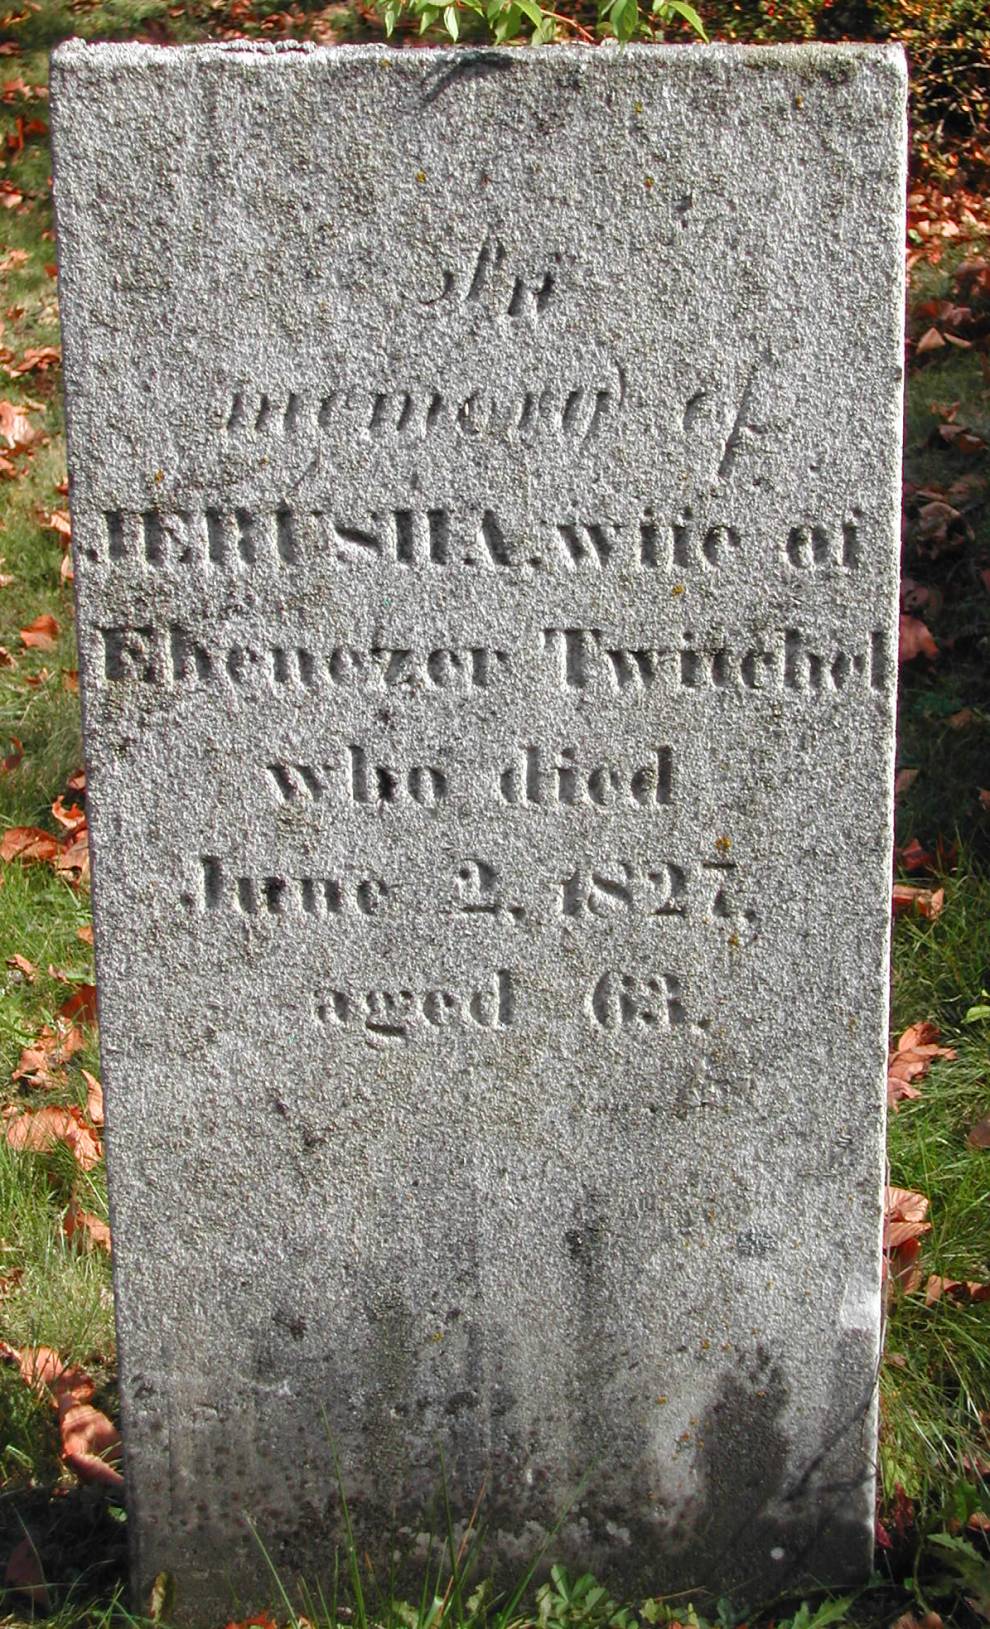 In
memory of
JERUSHA. wife of
Ebenezer Twitchel
who died
June 2, 1827,
aged 63.